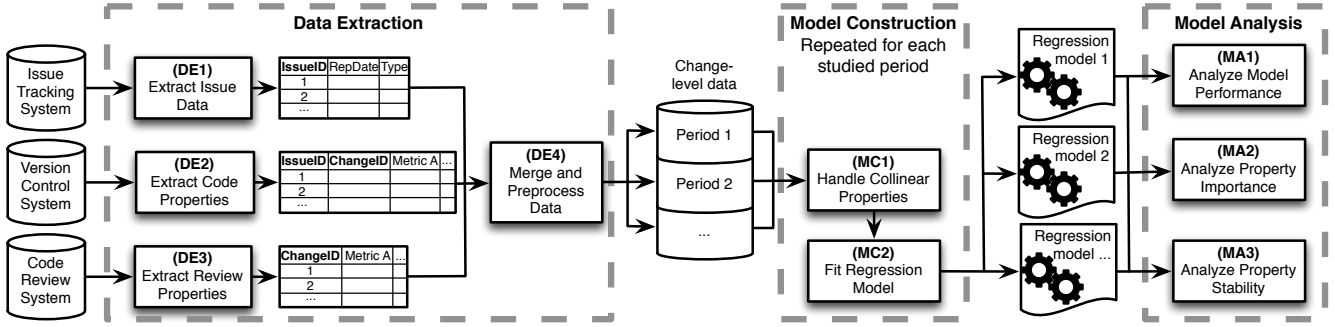 Data Extraction
Issue
Tracking
System
(DE1)
Extract Issue
Data
IssueID RepDate Type
1
2
...
Version
Control
System
(DE2)
Extract Code
Properties
IssueID ChangeID Metric A ...
1
2
...
Code
Review
System
(DE3)
Extract Review
Properties
ChangeID Metric A ...
1
2
...
(DE4)
Merge and
Preprocess
Data
Change-
level data
Period 1
Period 2
...
Model Construction
Repeated for each
studied period
(MC1)
Handle Collinear
Properties
(MC2)
Fit Regression
Model
Regression
model 1
Regression
model 2
Regression
model ...
Model Analysis
(MA1)
Analyze Model
Performance
(MA2)
Analyze Property
Importance
(MA3)
Analyze Property
Stability